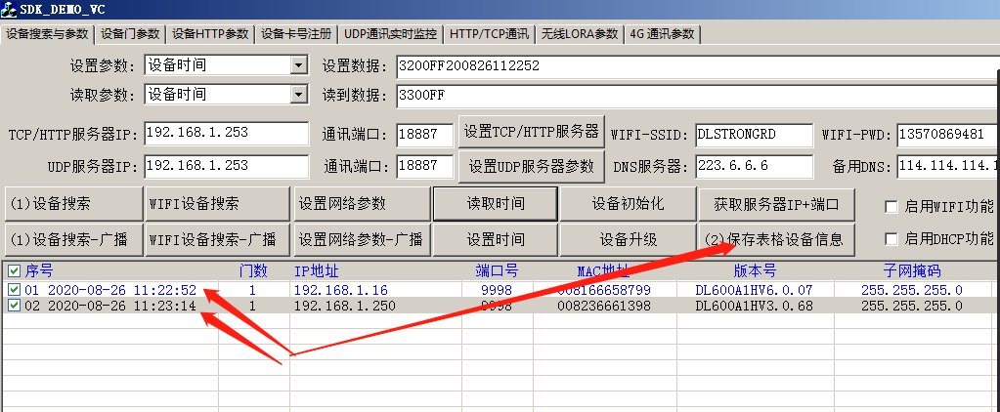 SDK_DEMO_VC
设备搜索与参数 设备门参数 设备HTTP参数 设备卡号注册 UDP通讯实时监控 HTTP/TCP通讯 无线LORA参数 4G 通讯参数
设置参数: 设备时间 设置数据: 3200FF200826112252
读取参数: 设备时间 读到数据: 3300FF
TCP/HTTP服务器IP: 192.168.1.253 通讯端口: 18887 设置TCP/HTTP服务器 WIFI-SSID: DLSTRONGRD WIFI-PWD: 13570869481
UDP服务器IP: 192.168.1.253 通讯端口: 18887 设置UDP服务器参数 DNS服务器: 223.6.6.6 备用DNS: 114.114.114.1
(1)设备搜索 WIFI设备搜索 设置网络参数 读取时间 设备初始化 获取服务器IP+端口 启用WIFI功能
(1)设备搜索-广播 WIFI设备搜索-广播 设置网络参数-广播 设置时间 设备升级 (2)保存表格设备信息 启用DHCP功能
序号 门数 IP地址 端口号 MAC地址 版本号 子网掩码
01 2020-08-26 11:22:52 1 192.168.1.16 9998 008166658799 DL600A1HV6.0.07 255.255.255.0
02 2020-08-26 11:23:14 1 192.168.1.250 9998 008236661398 DL600A1HV3.0.68 255.255.255.0